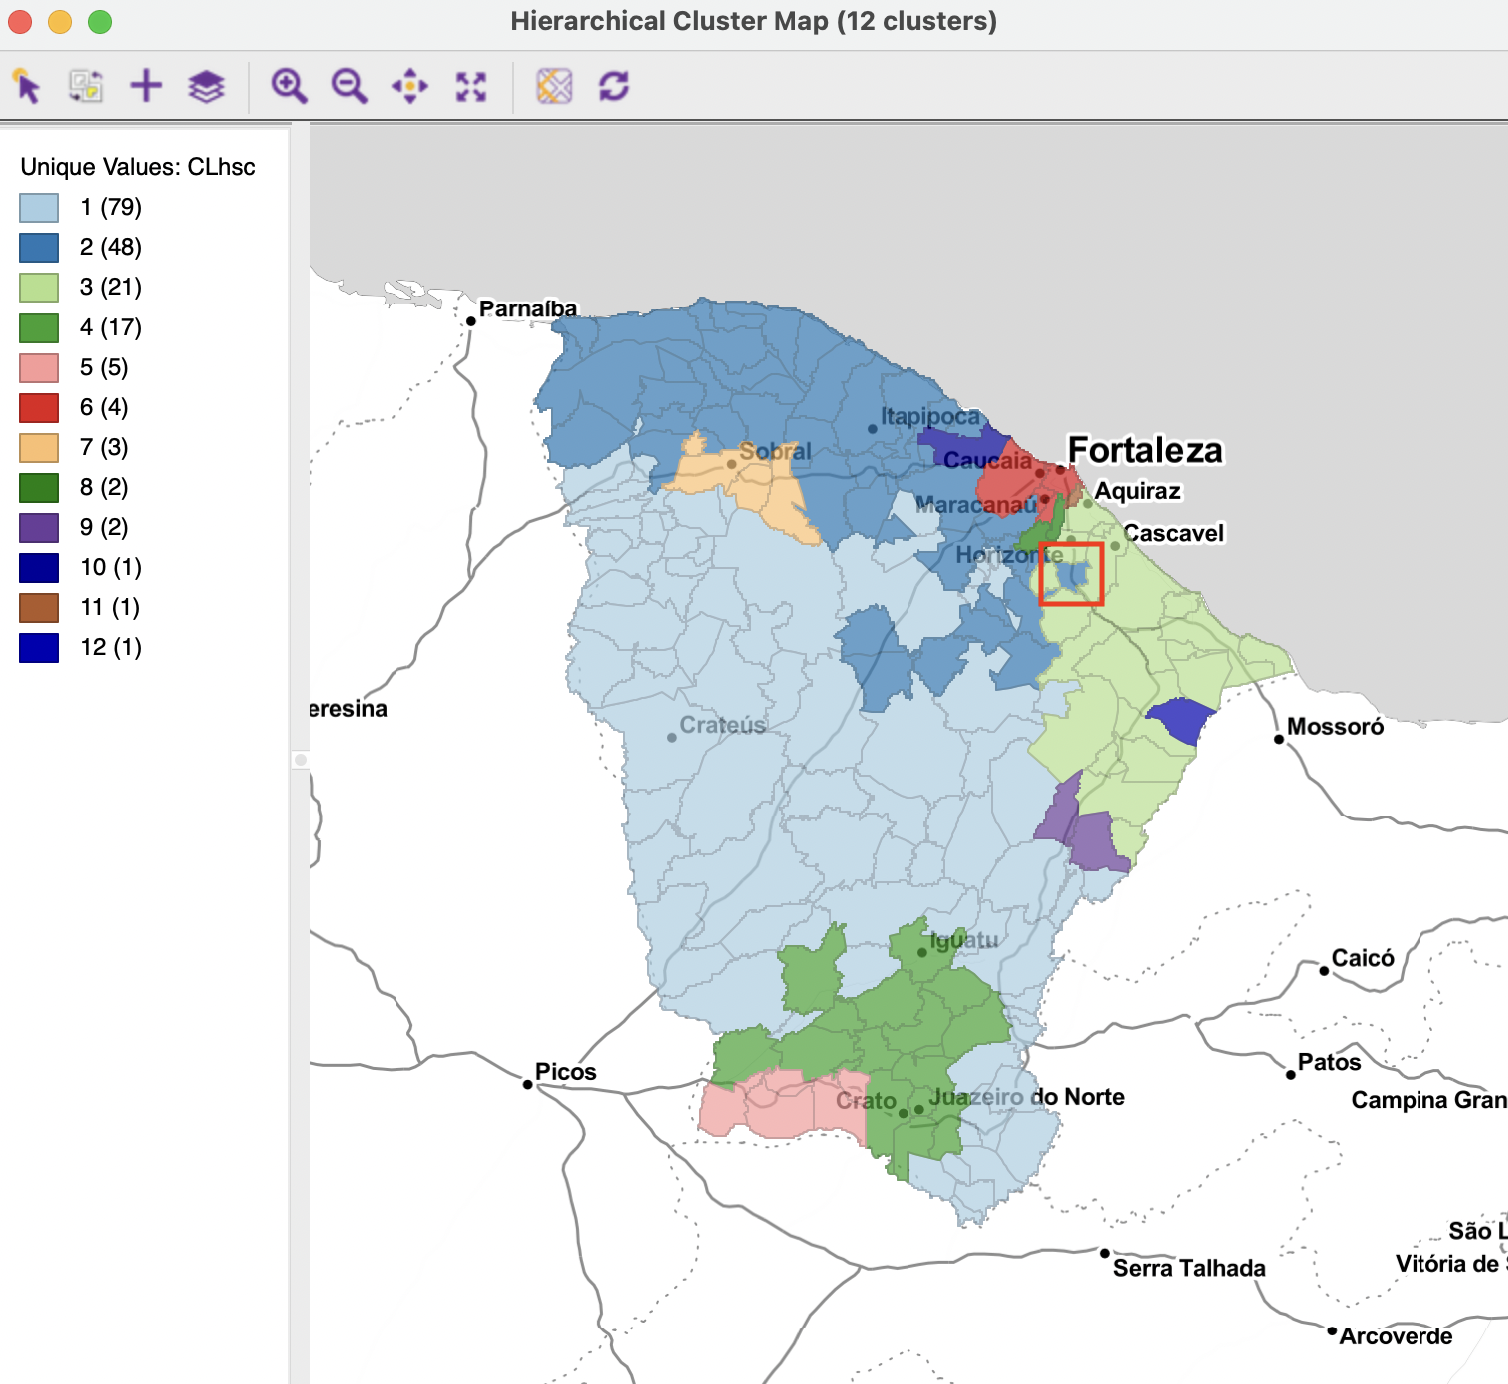 Hierarchical Cluster Map (12 clusters)
Unique Values: CLhsc
1 (79)
2 (48)
3 (21)
4 (17)
5 (5)
6 (4)
7 (3)
8 (2)
9 (2)
10 (1)
11 (1)
12 (1)
Parnaíba
Itapipoca
Sobral
Fortaleza
Caucaia
Aquiraz
Maracanaú
Cascavel
Horizonte
eresina
Crateús
Mossoró
Iguatu
Caicó
Picos
Patos
Crato
Juazeiro do Norte
Campina Gran
São L
Vitória de
Serra Talhada
Arcoverde